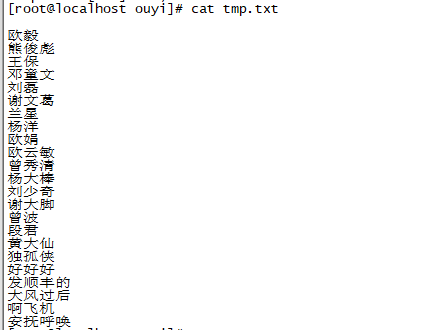 [root@localhost ouyi]# cat tmp.txt
欧毅
熊俊彪
王保
邓童文
刘磊
谢文葛
兰星
杨洋
欧娟
欧云敏
曾秀清
杨大棒
刘少奇
谢大脚
曾波
段君
黄大仙
独孤侠
好好好
发顺丰的
大风过后
啊飞机
安抚呼唤